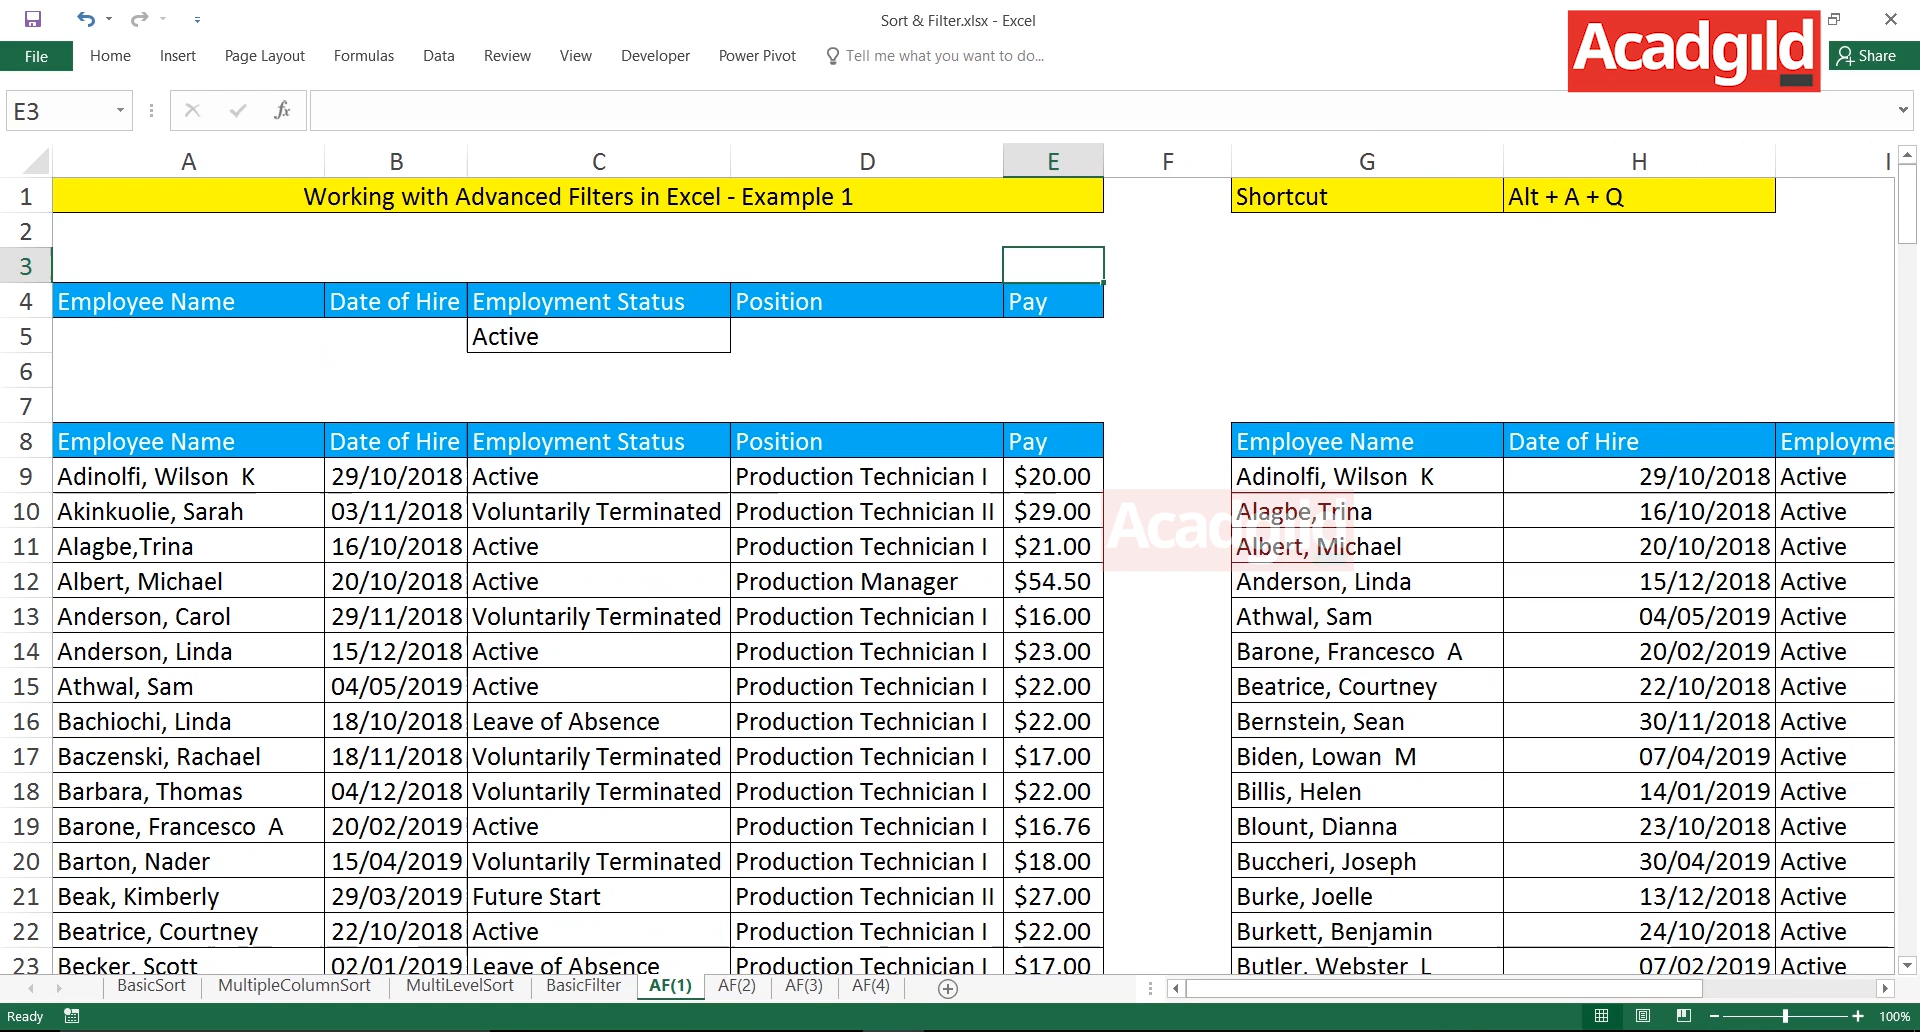 Sort & Filter.xlsx - Excel
Acadgild
File Home Insert Page Layout Formulas Data Review View Developer Power Pivot Tell me what you want to do... Share
E3 fx
A B C D E F G H I
1 Working with Advanced Filters in Excel - Example 1 Shortcut Alt + A + Q
2
3
4 Employee Name Date of Hire Employment Status Position Pay
5 Active
6
7
8 Employee Name Date of Hire Employment Status Position Pay Employee Name Date of Hire Employme
9 Adinolfi, Wilson K 29/10/2018 Active Production Technician I $20.00 Adinolfi, Wilson K 29/10/2018 Active
10 Akinkuolie, Sarah 03/11/2018 Voluntarily Terminated Production Technician II $29.00 Alagbe,Trina 16/10/2018 Active
Acadgild
11 Alagbe,Trina 16/10/2018 Active Production Technician I $21.00 Albert, Michael 20/10/2018 Active
12 Albert, Michael 20/10/2018 Active Production Manager $54.50 Anderson, Linda 15/12/2018 Active
13 Anderson, Carol 29/11/2018 Voluntarily Terminated Production Technician I $16.00 Athwal, Sam 04/05/2019 Active
14 Anderson, Linda 15/12/2018 Active Production Technician I $23.00 Barone, Francesco A 20/02/2019 Active
15 Athwal, Sam 04/05/2019 Active Production Technician I $22.00 Beatrice, Courtney 22/10/2018 Active
16 Bachiochi, Linda 18/10/2018 Leave of Absence Production Technician I $22.00 Bernstein, Sean 30/11/2018 Active
17 Baczenski, Rachael 18/11/2018 Voluntarily Terminated Production Technician I $17.00 Biden, Lowan M 07/04/2019 Active
18 Barbara, Thomas 04/12/2018 Voluntarily Terminated Production Technician I $22.00 Billis, Helen 14/01/2019 Active
19 Barone, Francesco A 20/02/2019 Active Production Technician I $16.76 Blount, Dianna 23/10/2018 Active
20 Barton, Nader 15/04/2019 Voluntarily Terminated Production Technician I $18.00 Buccheri, Joseph 30/04/2019 Active
21 Beak, Kimberly 29/03/2019 Future Start Production Technician II $27.00 Burke, Joelle 13/12/2018 Active
22 Beatrice, Courtney 22/10/2018 Active Production Technician I $22.00 Burkett, Benjamin 24/10/2018 Active
23 Becker, Scott 02/01/2019 Leave of Absence Production Technician I $17.00 Butler, Webster L 07/02/2019 Active
BasicSort MultipleColumnSort MultiLevelSort BasicFilter AF(1) AF(2) AF(3) AF(4)
Ready 100%